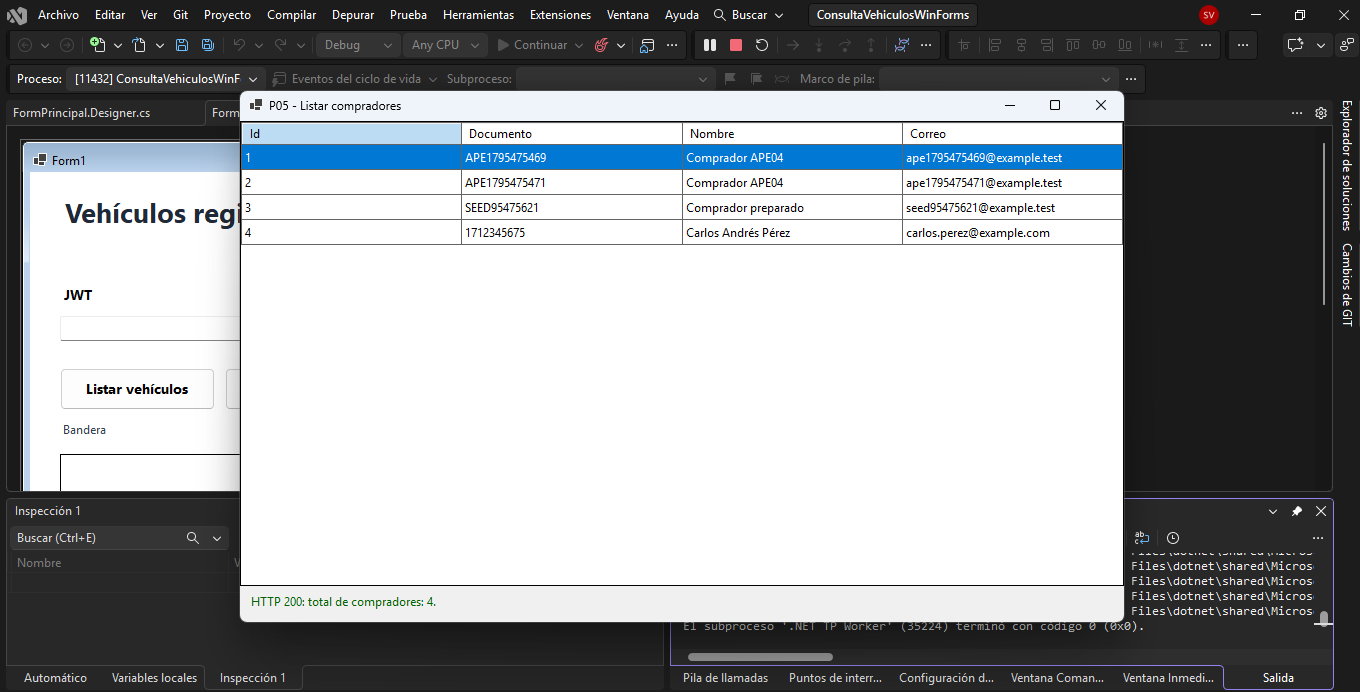 Archivo Editar Ver Git Proyecto Compilar Depurar Prueba Herramientas Extensiones Ventana Ayuda Buscar ConsultaVehiculosWinForms SV
Debug Any CPU Continuar
Proceso: [11432] ConsultaVehiculosWinF Eventos del ciclo de vida Subproceso: Marco de pila:
FormPrincipal.Designer.cs Form
P05 - Listar compradores
Id Documento Nombre Correo
1 APE1795475469 Comprador APE04 ape1795475469@example.test
2 APE1795475471 Comprador APE04 ape1795475471@example.test
3 SEED95475621 Comprador preparado seed95475621@example.test
4 1712345675 Carlos Andrés Pérez carlos.perez@example.com
HTTP 200: total de compradores: 4.
Form1
Vehículos regi
JWT
Listar vehículos
Bandera
Explorador de soluciones
Cambios de GIT
Inspección 1
Buscar (Ctrl+E)
Nombre
Files\dotnet\shared\Micros
Files\dotnet\shared\Micros
Files\dotnet\shared\Micros
Files\dotnet\shared\Micros
El subproceso '.NET TP Worker' (35224) terminó con código 0 (0x0).
Automático Variables locales Inspección 1
Pila de llamadas Puntos de interr... Configuración d... Ventana Coman... Ventana Inmedi... Salida